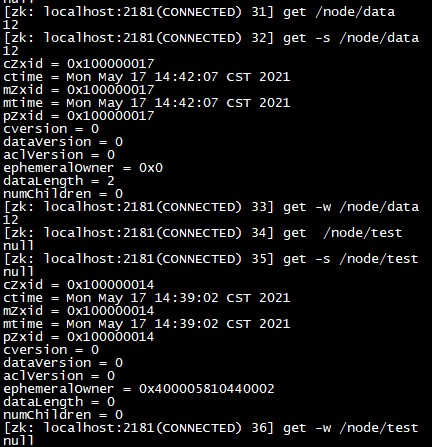 [zk: localhost:2181(CONNECTED) 31] get /node/data
12
[zk: localhost:2181(CONNECTED) 32] get -s /node/data
12
cZxid = 0x100000017
ctime = Mon May 17 14:42:07 CST 2021
mZxid = 0x100000017
mtime = Mon May 17 14:42:07 CST 2021
pZxid = 0x100000017
cversion = 0
dataVersion = 0
aclVersion = 0
ephemeralOwner = 0x0
dataLength = 2
numChildren = 0
[zk: localhost:2181(CONNECTED) 33] get -w /node/data
12
[zk: localhost:2181(CONNECTED) 34] get  /node/test
null
[zk: localhost:2181(CONNECTED) 35] get -s /node/test
null
cZxid = 0x100000014
ctime = Mon May 17 14:39:02 CST 2021
mZxid = 0x100000014
mtime = Mon May 17 14:39:02 CST 2021
pZxid = 0x100000014
cversion = 0
dataVersion = 0
aclVersion = 0
ephemeralOwner = 0x400005810440002
dataLength = 0
numChildren = 0
[zk: localhost:2181(CONNECTED) 36] get -w /node/test
null